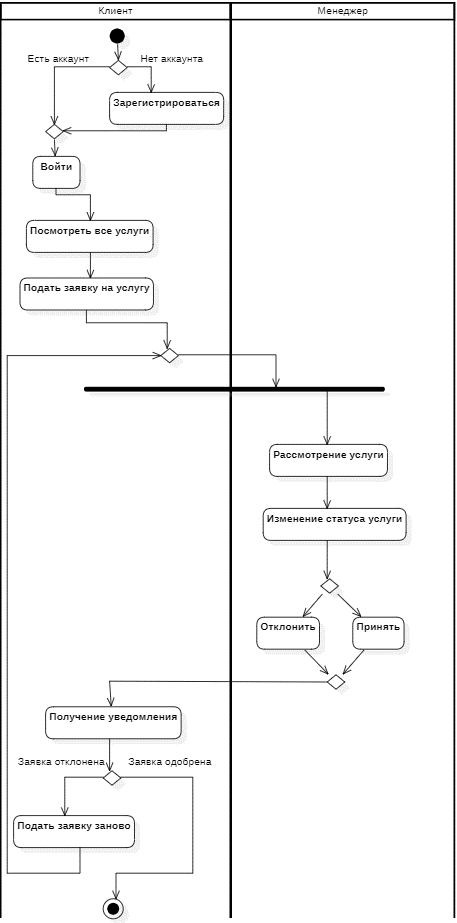 Клиент
Менеджер
Есть аккаунт
Нет аккаунта
Зарегистрироваться
Войти
Посмотреть все услуги
Подать заявку на услугу
Рассмотрение услуги
Изменение статуса услуги
Отклонить
Принять
Получение уведомления
Заявка отклонена
Заявка одобрена
Подать заявку заново